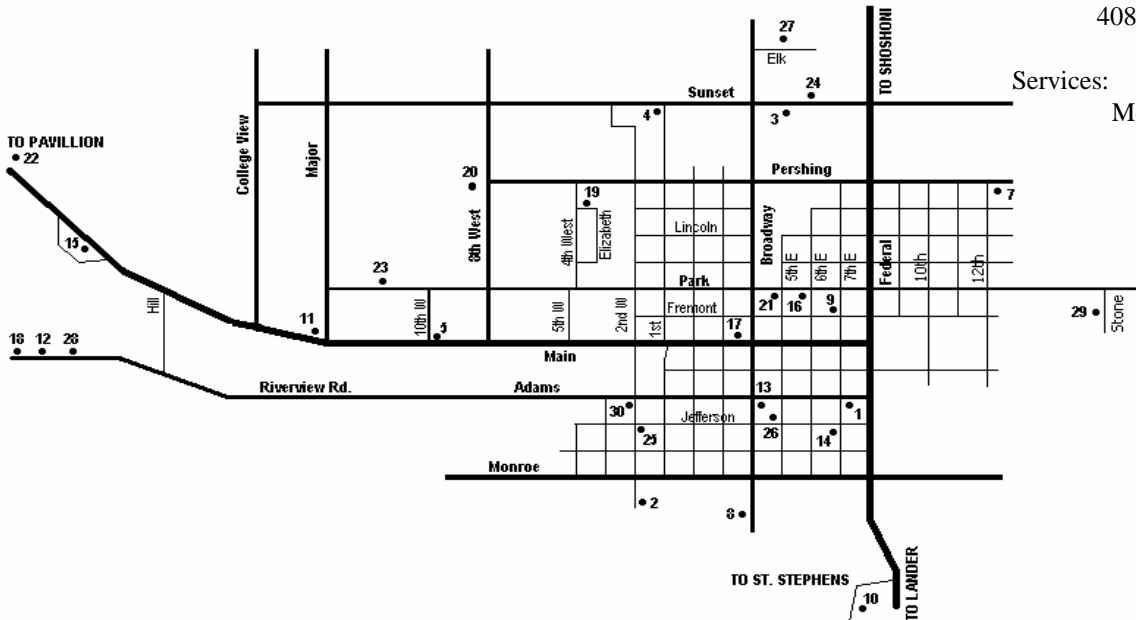 408
27
Elk
TO SHOSHONI
Services:
24
Sunset
M
4
3
TO PAVILLION
22
College View
Major
Pershing
20
8th West
19
7
4th West
Elizabeth
Lincoln
Broadway
5th E
6th E
7th E
Federal
10th
12th
15
23
Park
Hill
11
10th W
5
5th W
2nd W
1st
Fremont
17
21
16
9
29
Stone
18
12
28
Main
Riverview Rd.
Adams
13
30
Jefferson
1
25
26
14
Monroe
2
8
TO ST. STEPHENS
TO LANDER
10